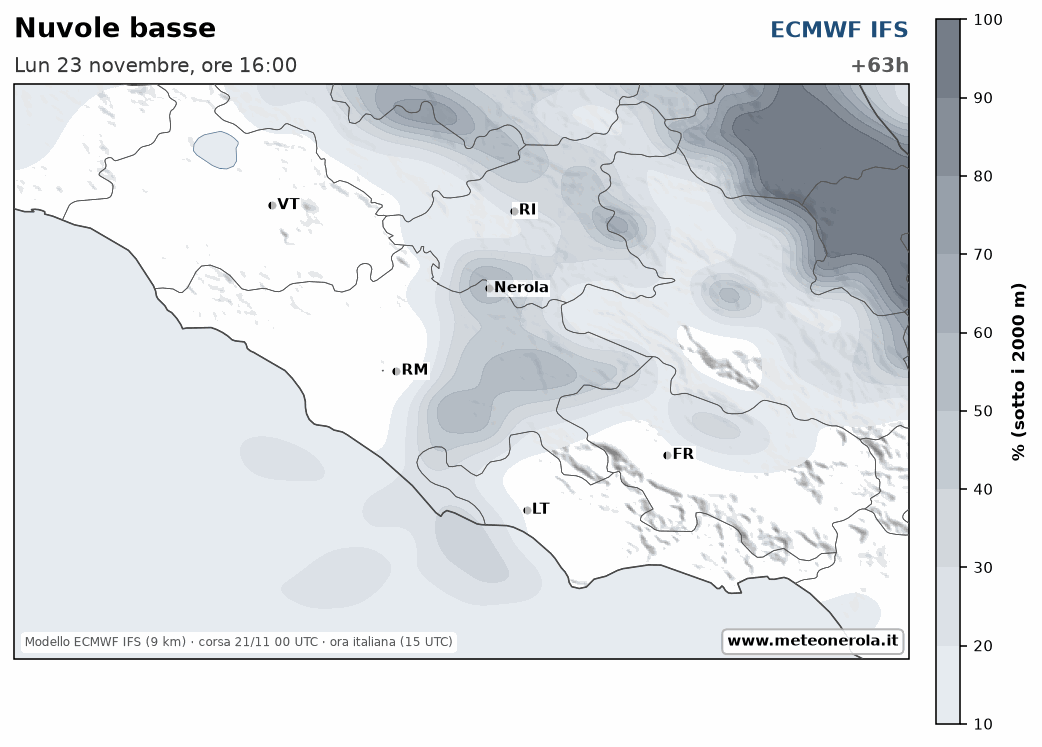 Nuvole basse
ECMWF IFS
Lun 23 novembre, ore 16:00
+63h
VT
RI
Nerola
RM
FR
LT
Modello ECMWF IFS (9 km) · corsa 21/11 00 UTC · ora italiana (15 UTC)
www.meteonerola.it
100
90
80
70
60
50
40
30
20
10
% (sotto i 2000 m)